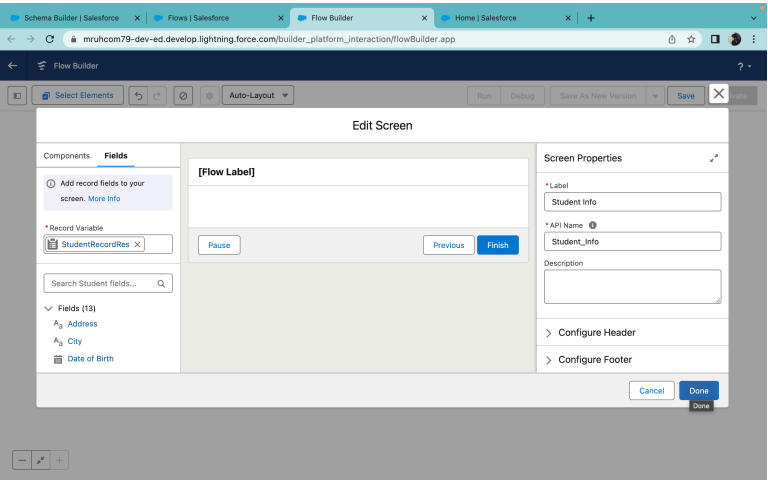 Schema Builder | Salesforce
Flows | Salesforce
Flow Builder
Home | Salesforce
mruhcom79-dev-ed.develop.lightning.force.com/builder_platform_interaction/flowBuilder.app
Flow Builder
?
Select Elements
Auto-Layout
Run
Debug
Save As New Version
Save
Edit Screen
Components
Fields
Add record fields to your
screen. More Info
*Record Variable
StudentRecordRes
Search Student fields...
Fields (13)
Aa Address
Aa City
Date of Birth
[Flow Label]
Pause
Previous
Finish
Screen Properties
*Label
Student Info
*API Name
Student_Info
Description
Configure Header
Configure Footer
Cancel
Done
Done